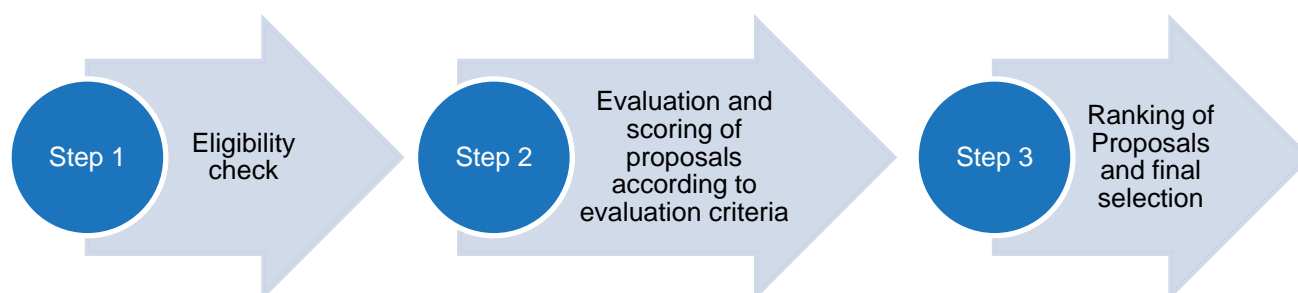 Step 1
Eligibility
check
Step 2
Evaluation and
scoring of
proposals
according to
evaluation criteria
Step 3
Ranking of
Proposals
and final
selection